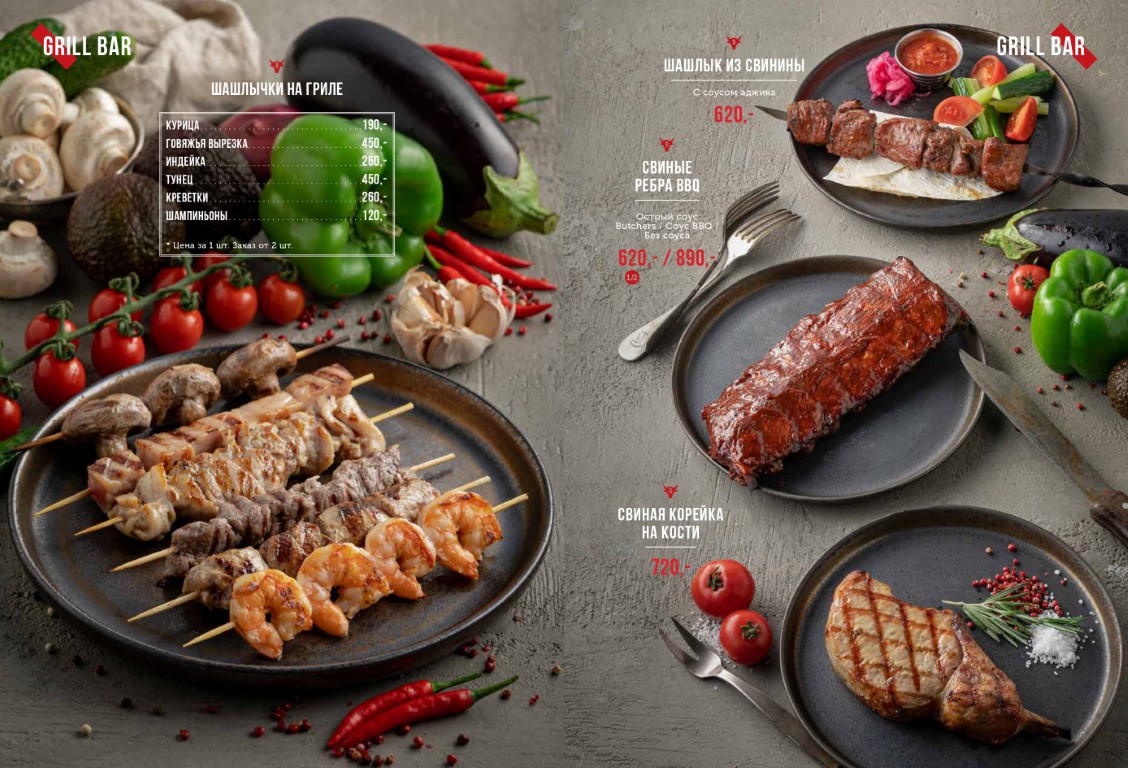 GRILL BAR
ШАШЛЫЧКИ НА ГРИЛЕ
КУРИЦА 190,-
ГОВЯЖЬЯ ВЫРЕЗКА 450,-
ИНДЕЙКА 260,-
ТУНЕЦ 450,-
КРЕВЕТКИ 260,-
ШАМПИНЬОНЫ 120,-
* Цена за 1 шт. Заказ от 2 шт.
GRILL BAR
ШАШЛЫК ИЗ СВИНИНЫ
С соусом аджика
620,-
СВИНЫЕ
РЕБРА BBQ
Острый соус
Butchers / Соус BBQ /
Без соуса
620,- / 890,-
1/2
СВИНАЯ КОРЕЙКА
НА КОСТИ
720,-